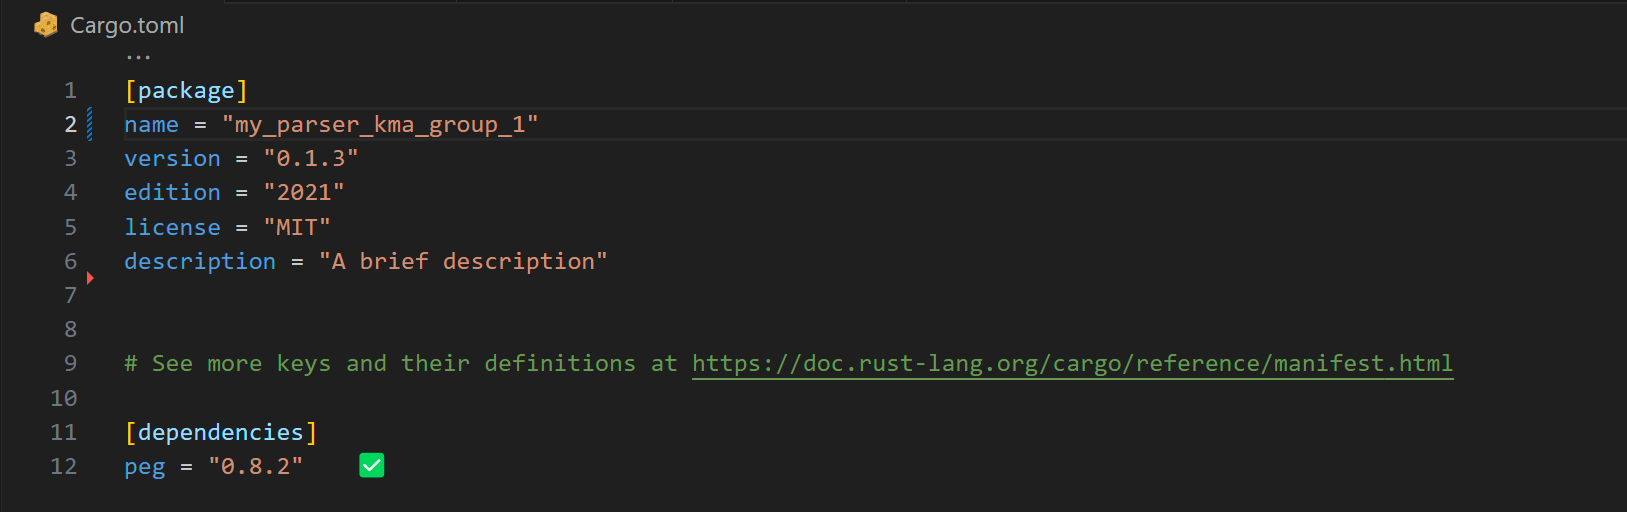 Cargo.toml
...
1 [package]
2 name = "my_parser_kma_group_1"
3 version = "0.1.3"
4 edition = "2021"
5 license = "MIT"
6 description = "A brief description"
7
8
9 # See more keys and their definitions at https://doc.rust-lang.org/cargo/reference/manifest.html
10
11 [dependencies]
12 peg = "0.8.2" ✅